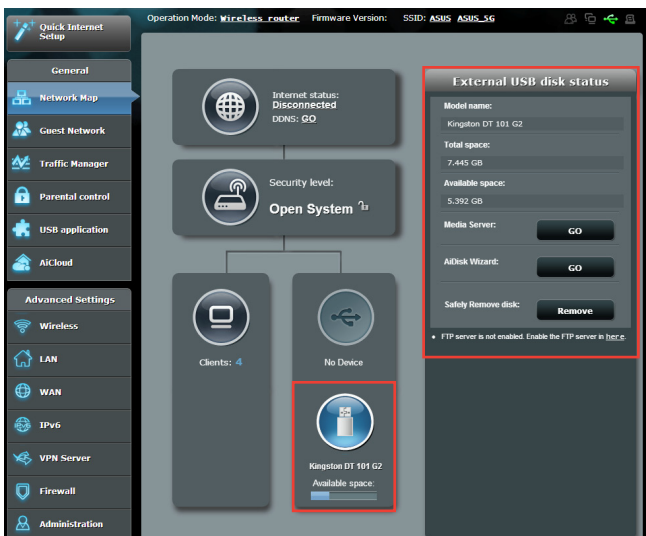 Quick Internet
Setup
Operation Mode: Wireless router Firmware Version: SSID: ASUS ASUS_5G
General
Network Map
Guest Network
Traffic Manager
Parental control
USB application
AiCloud
Advanced Settings
Wireless
LAN
WAN
IPv6
VPN Server
Firewall
Administration
Internet status:
Disconnected
DDNS: GO
Security level:
Open System
Clients: 4
No Device
Kingston DT 101 G2
Available space:
External USB disk status
Model name:
Kingston DT 101 G2
Total space:
7.445 GB
Available space:
5.392 GB
Media Server: GO
AiDisk Wizard: GO
Safely Remove disk: Remove
• FTP server is not enabled. Enable the FTP server in here.